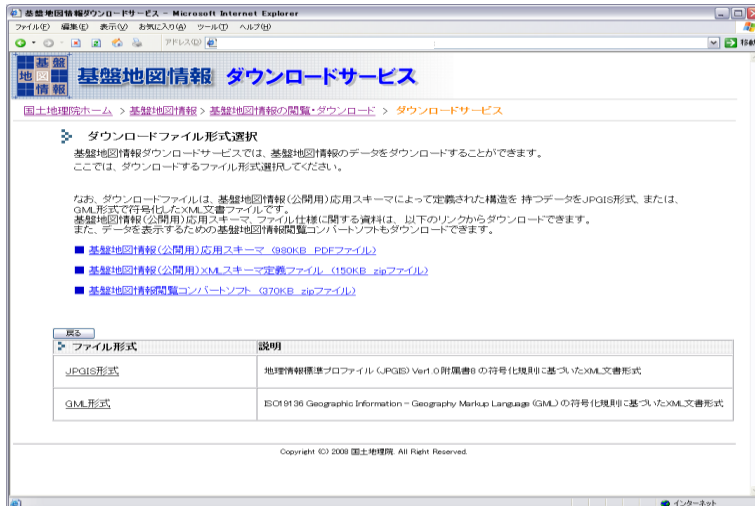 基盤地図情報ダウンロードサービス - Microsoft Internet Explorer
ファイル(F) 編集(E) 表示(V) お気に入り(A) ツール(T) ヘルプ(H)
アドレス(D) 移動
基盤地図情報
基盤地図情報 ダウンロードサービス
国土地理院ホーム > 基盤地図情報 > 基盤地図情報の閲覧・ダウンロード > ダウンロードサービス
ダウンロードファイル形式選択
基盤地図情報ダウンロードサービスでは、基盤地図情報のデータをダウンロードすることができます。
ここでは、ダウンロードするファイル形式選択してください。
なお、ダウンロードファイルは、基盤地図情報(公開用)応用スキーマによって定義された構造を 持つデータをJPGIS形式、または、
GML形式で符号化したXML文書ファイルです。
基盤地図情報(公開用)応用スキーマ、ファイル仕様に関する資料は、以下のリンクからダウンロードできます。
また、データを表示するための基盤地図情報閲覧コンバートソフトもダウンロードできます。
■ 基盤地図情報(公開用)応用スキーマ (980KB PDFファイル)
■ 基盤地図情報(公開用)XMLスキーマ定義ファイル (150KB zipファイル)
■ 基盤地図情報閲覧コンバートソフト (370KB zipファイル)
戻る
ファイル形式 説明
JPGIS形式 地理情報標準プロファイル(JPGIS) Ver1.0 附属書8 の符号化規則に基づいたXML文書形式
GML形式 ISO19136 Geographic Information - Geography Markup Language (GML) の符号化規則に基づいたXML文書形式
Copyright (C) 2008 国土地理院. All Right Reserved.
インターネット